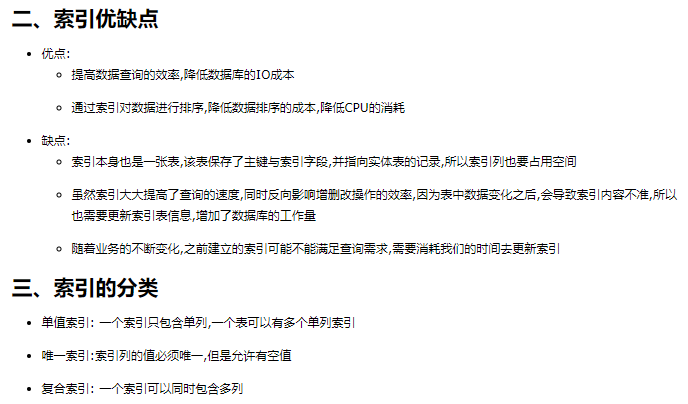 二、索引优缺点
优点:
提高数据查询的效率,降低数据库的IO成本
通过索引对数据进行排序,降低数据排序的成本,降低CPU的消耗
缺点:
索引本身也是一张表,该表保存了主键与索引字段,并指向实体表的记录,所以索引列也要占用空间
虽然索引大大提高了查询的速度,同时反向影响增删改操作的效率,因为表中数据变化之后,会导致索引内容不准,所以
也需要更新索引表信息,增加了数据库的工作量
随着业务的不断变化,之前建立的索引可能不能满足查询需求,需要消耗我们的时间去更新索引
三、索引的分类
单值索引: 一个索引只包含单列,一个表可以有多个单列索引
唯一索引:索引列的值必须唯一,但是允许有空值
复合索引: 一个索引可以同时包含多列